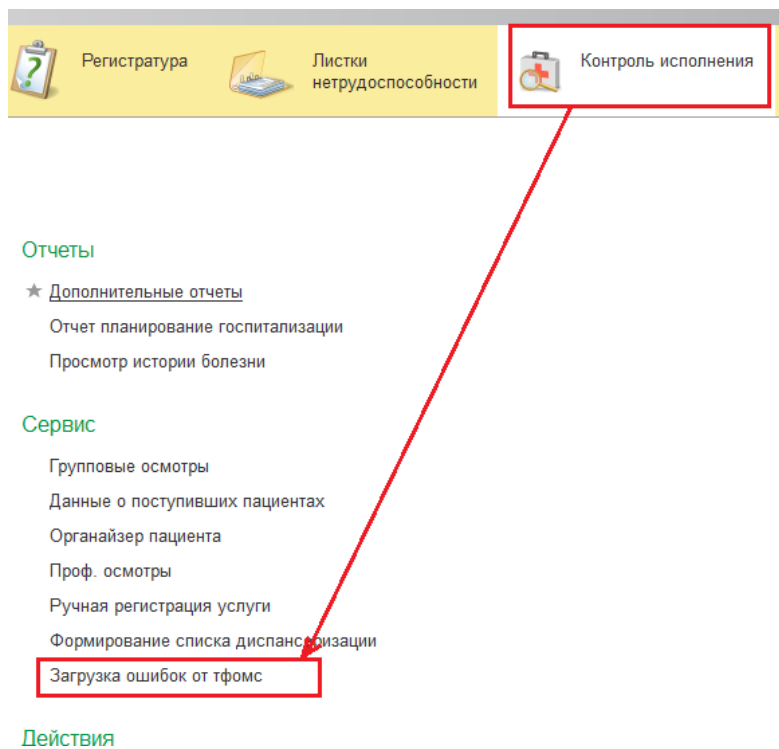 Регистратура
Листки
нетрудоспособности
Контроль исполнения
Отчеты
Дополнительные отчеты
Отчет планирование госпитализации
Просмотр истории болезни
Сервис
Групповые осмотры
Данные о поступивших пациентах
Органайзер пациента
Проф. осмотры
Ручная регистрация услуги
Формирование списка диспансеризации
Загрузка ошибок от тфомс
Действия